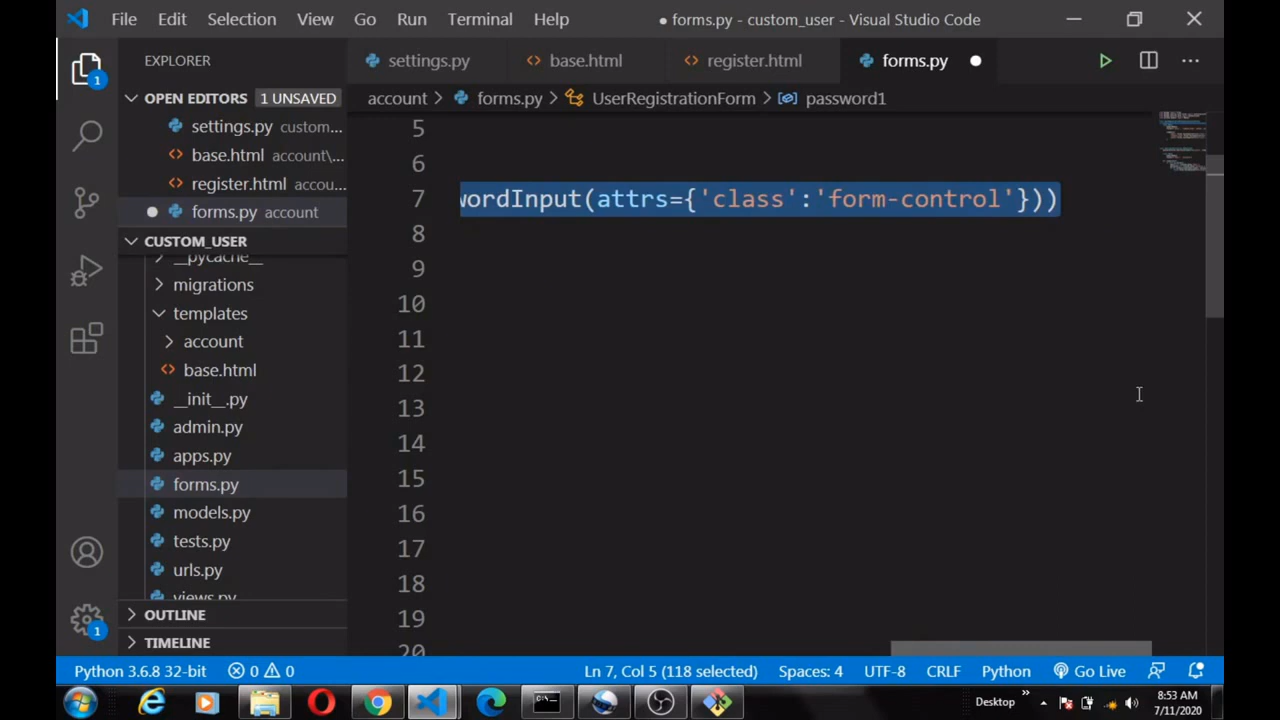 File Edit Selection View Go Run Terminal Help ● forms.py - custom_user - Visual Studio Code
EXPLORER settings.py base.html register.html forms.py
OPEN EDITORS 1 UNSAVED account > forms.py > UserRegistrationForm > password1
settings.py custom...
base.html account\...
register.html accou...
forms.py account
CUSTOM_USER
__pycache__
migrations
templates
account
base.html
__init__.py
admin.py
apps.py
forms.py
models.py
tests.py
urls.py
views.py
OUTLINE
TIMELINE
5
6
7 wordInput(attrs={'class':'form-control'}))
8
9
10
11
12
13
14
15
16
17
18
19
20
1
1
Python 3.6.8 32-bit 0 0 Ln 7, Col 5 (118 selected) Spaces: 4 UTF-8 CRLF Python Go Live
Desktop 8:53 AM
7/11/2020